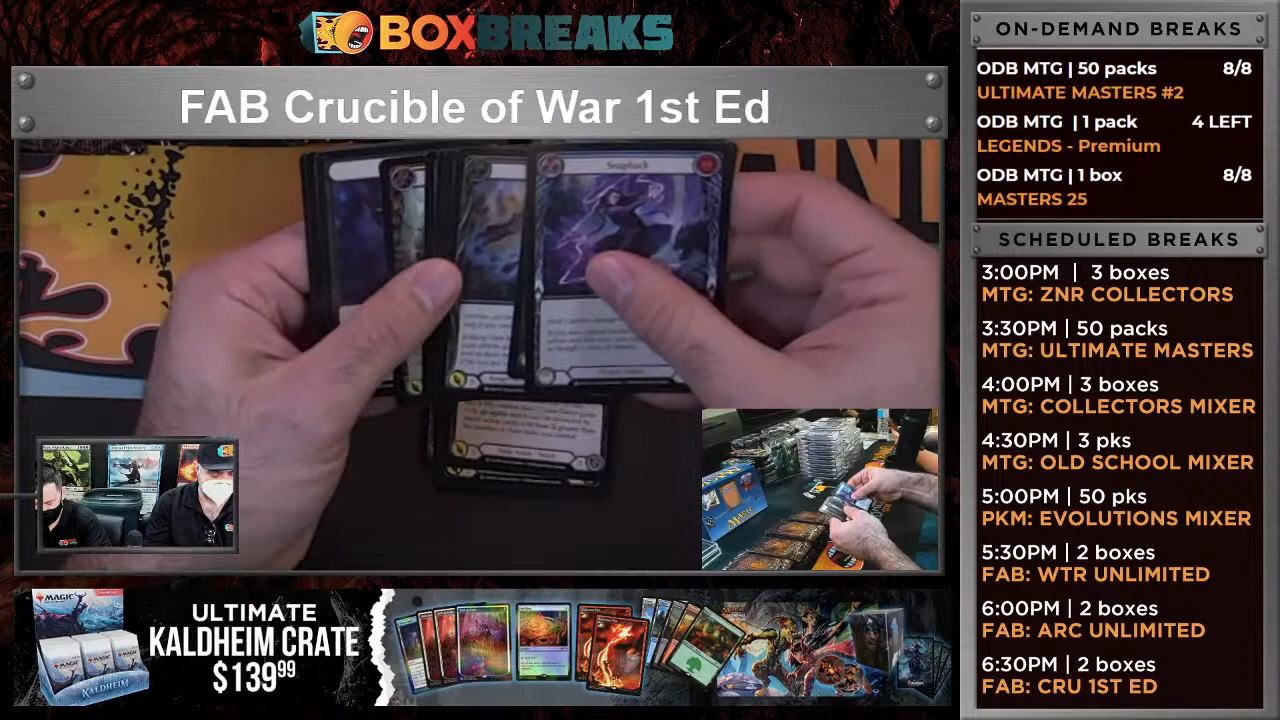 BOXBREAKS
FAB Crucible of War 1st Ed
Snapback
ULTIMATE
KALDHEIM CRATE
$139⁹⁹
MAGIC
KALDHEIM
ON-DEMAND BREAKS
ODB MTG | 50 packs 8/8
ULTIMATE MASTERS #2
ODB MTG | 1 pack 4 LEFT
LEGENDS - Premium
ODB MTG | 1 box 8/8
MASTERS 25
SCHEDULED BREAKS
3:00PM | 3 boxes
MTG: ZNR COLLECTORS
3:30PM | 50 packs
MTG: ULTIMATE MASTERS
4:00PM | 3 boxes
MTG: COLLECTORS MIXER
4:30PM | 3 pks
MTG: OLD SCHOOL MIXER
5:00PM | 50 pks
PKM: EVOLUTIONS MIXER
5:30PM | 2 boxes
FAB: WTR UNLIMITED
6:00PM | 2 boxes
FAB: ARC UNLIMITED
6:30PM | 2 boxes
FAB: CRU 1ST ED